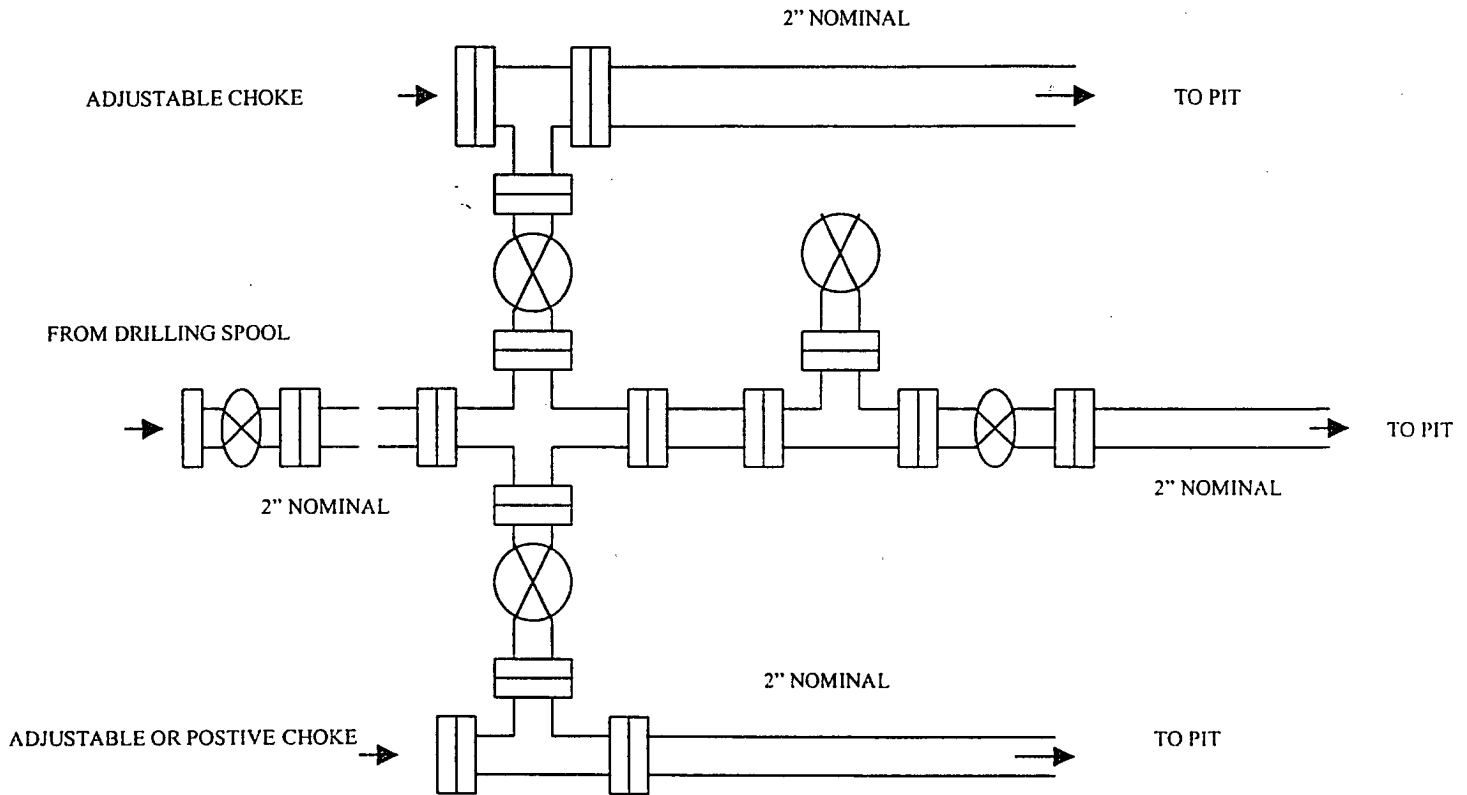 2” NOMINAL
ADJUSTABLE CHOKE
TO PIT
FROM DRILLING SPOOL
TO PIT
2” NOMINAL
2” NOMINAL
2” NOMINAL
ADJUSTABLE OR POSTIVE CHOKE
TO PIT